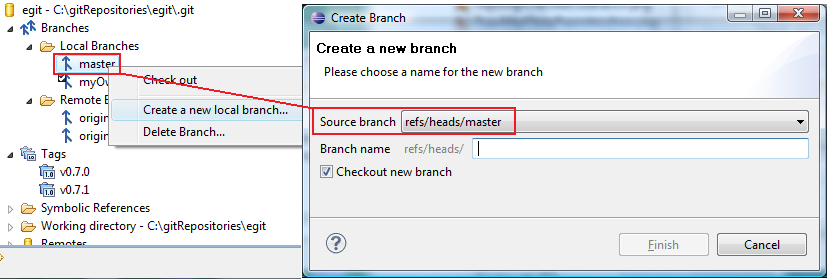 egit - C:\gitRepositories\egit\.git
Branches
Local Branches
master
myOv
Remote B
origin
origin
Tags
v0.7.0
v0.7.1
Symbolic References
Working directory - C:\gitRepositories\egit
Remotes
Check out
Create a new local branch...
Delete Branch...
Create Branch
Create a new branch
Please choose a name for the new branch
Source branch refs/heads/master
Branch name refs/heads/
Checkout new branch
Finish Cancel